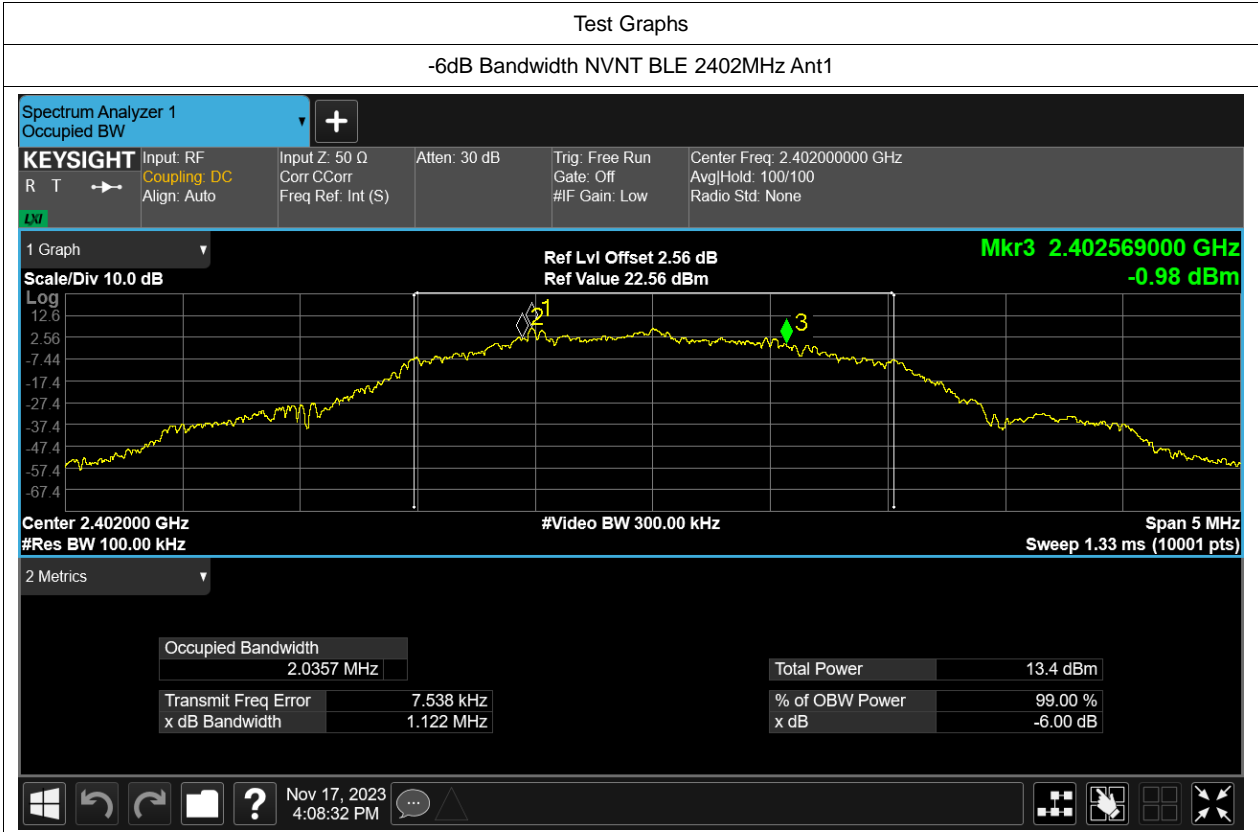 Test Graphs
-6dB Bandwidth NVNT BLE 2402MHz Ant1
Spectrum Analyzer 1
Occupied BW
KEYSIGHT
R T
LXI
Input: RF
Coupling: DC
Align: Auto
Input Z: 50 Ω
Corr CCorr
Freq Ref: Int (S)
Atten: 30 dB
Trig: Free Run
Gate: Off
#IF Gain: Low
Center Freq: 2.402000000 GHz
Avg|Hold: 100/100
Radio Std: None
1 Graph
Ref Lvl Offset 2.56 dB
Mkr3 2.402569000 GHz
Scale/Div 10.0 dB
Ref Value 22.56 dBm
-0.98 dBm
Log
12.6
2.56
-7.44
-17.4
-27.4
-37.4
-47.4
-57.4
-67.4
1
2
3
Center 2.402000 GHz
#Video BW 300.00 kHz
Span 5 MHz
#Res BW 100.00 kHz
Sweep 1.33 ms (10001 pts)
2 Metrics
Occupied Bandwidth
2.0357 MHz
Total Power 13.4 dBm
Transmit Freq Error 7.538 kHz
% of OBW Power 99.00 %
x dB Bandwidth 1.122 MHz
x dB -6.00 dB
?
Nov 17, 2023
4:08:32 PM